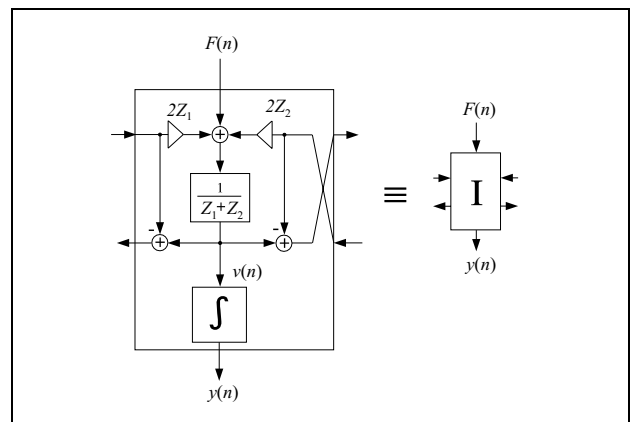 F(n)
2Z₁ 2Z₂
+
F(n)
1
Z₁+Z₂
≡
I
- -
+ +
v(n)
y(n)
∫
y(n)